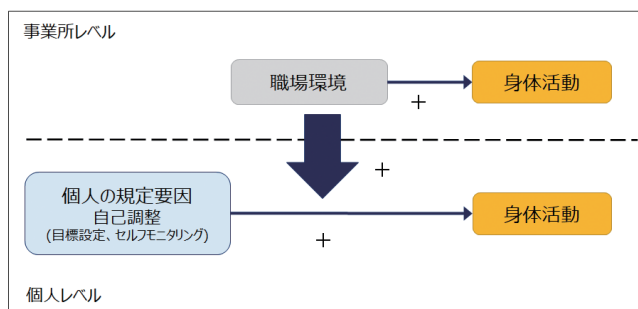 事業所レベル
職場環境
+
身体活動
+
個人の規定要因
自己調整
(目標設定、セルフモニタリング)
+
身体活動
個人レベル